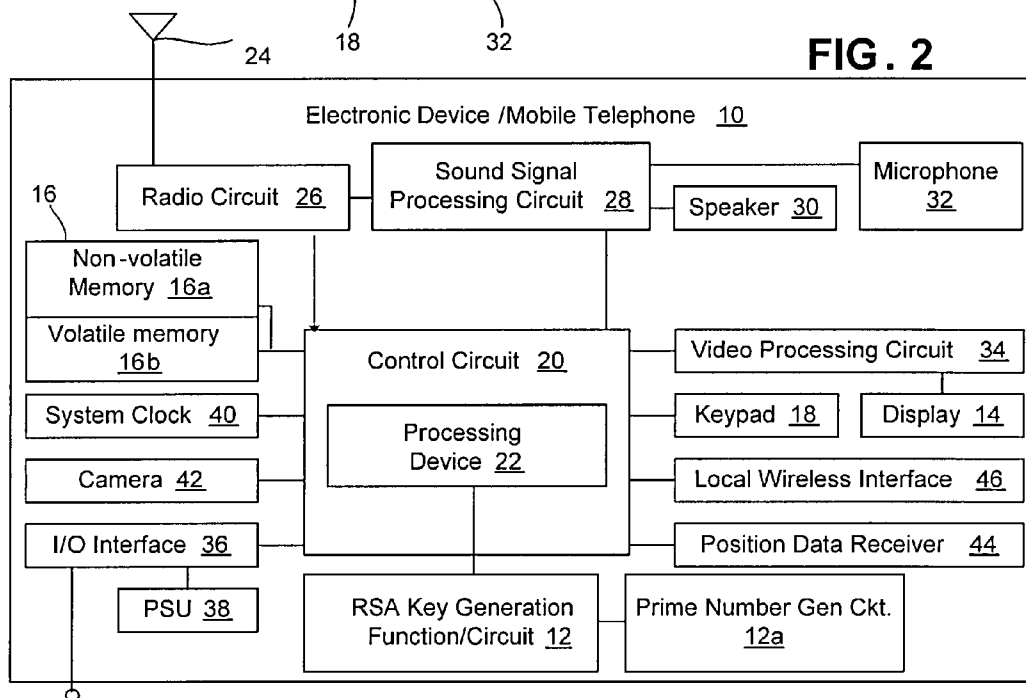 18 32
24
FIG. 2
Electronic Device /Mobile Telephone 10
Radio Circuit 26
Sound Signal
Processing Circuit 28
Microphone
32
Speaker 30
16
Non-volatile
Memory 16a
Volatile memory
16b
Control Circuit 20
Video Processing Circuit 34
System Clock 40
Processing
Device 22
Keypad 18
Display 14
Camera 42
Local Wireless Interface 46
I/O Interface 36
Position Data Receiver 44
PSU 38
RSA Key Generation
Function/Circuit 12
Prime Number Gen Ckt.
12a